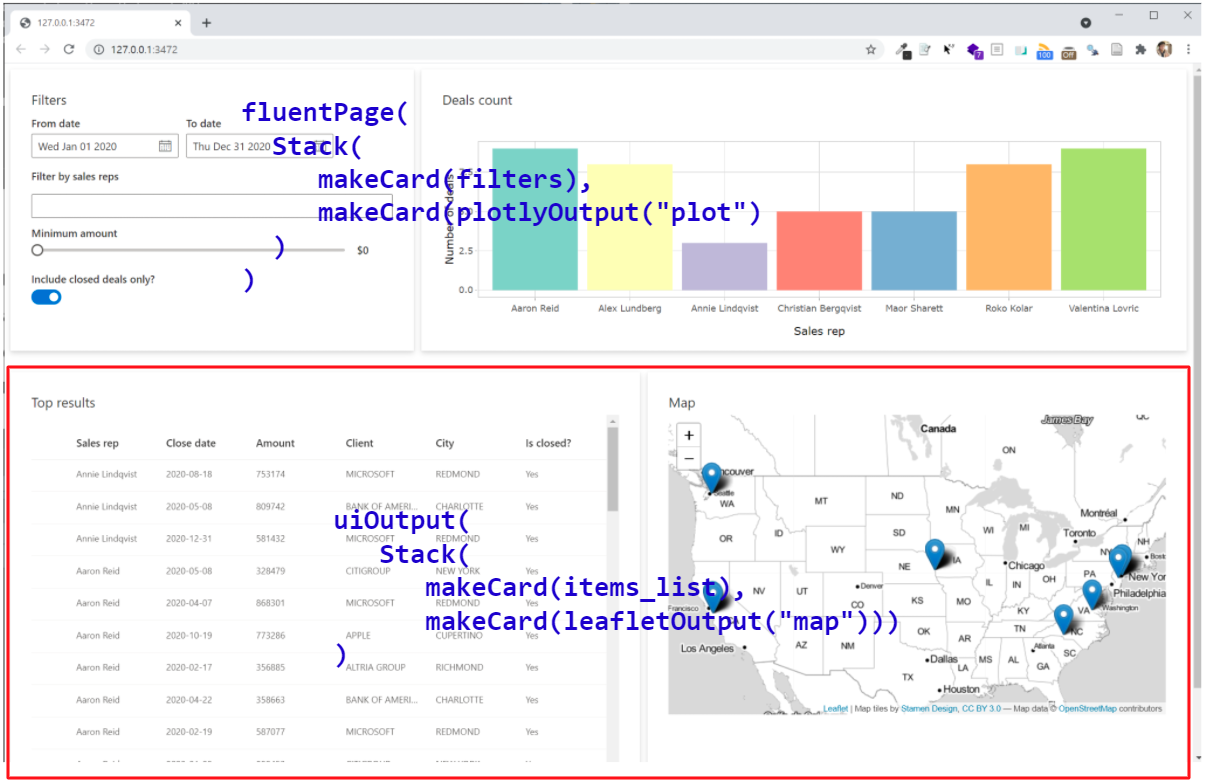 127.0.0.1:3472
127.0.0.1:3472
7
100
Off
Filters
From date To date
Wed Jan 01 2020 Thu Dec 31 2020
Filter by sales reps
Minimum amount
$0
Include closed deals only?
fluentPage(
Stack(
makeCard(filters),
makeCard(plotlyOutput("plot")
)
)
Deals count
Number of deals
2.5
0.0
Aaron Reid Alex Lundberg Annie Lindqvist Christian Bergqvist Maor Sharett Roko Kolar Valentina Lovric
Sales rep
Top results
Sales rep Close date Amount Client City Is closed?
Annie Lindqvist 2020-08-18 753174 MICROSOFT REDMOND Yes
Annie Lindqvist 2020-05-08 809742 BANK OF AMERI... CHARLOTTE Yes
Annie Lindqvist 2020-12-31 581432 MICROSOFT REDMOND Yes
Aaron Reid 2020-05-08 328479 CITIGROUP NEW YORK Yes
Aaron Reid 2020-04-07 868301 MICROSOFT REDMOND Yes
Aaron Reid 2020-10-19 773286 APPLE CUPERTINO Yes
Aaron Reid 2020-02-17 356885 ALTRIA GROUP RICHMOND Yes
Aaron Reid 2020-04-22 358663 BANK OF AMERI... CHARLOTTE Yes
Aaron Reid 2020-02-19 587077 MICROSOFT REDMOND Yes
uiOutput(
Stack(
makeCard(items_list),
makeCard(leafletOutput("map")))
)
Map
+
−
Canada
James Bay
QC
ON
Seattle
WA
MT
ND
MN
Montréal
OR
ID
SD
WI
MI
Toronto
NH
WY
IA
NE
Chicago
PA
New Yor
NV
UT
Denver
CO
IL
IN
OH
Philadelphia
Francisco
KS
MO
KY
VA
Washington
Los Angeles
AZ
NM
OK
AR
TN
NC
SC
Atlanta
Dallas
MS
AL
GA
TX
LA
Houston
Leaflet | Map tiles by Stamen Design, CC BY 3.0 — Map data © OpenStreetMap contributors